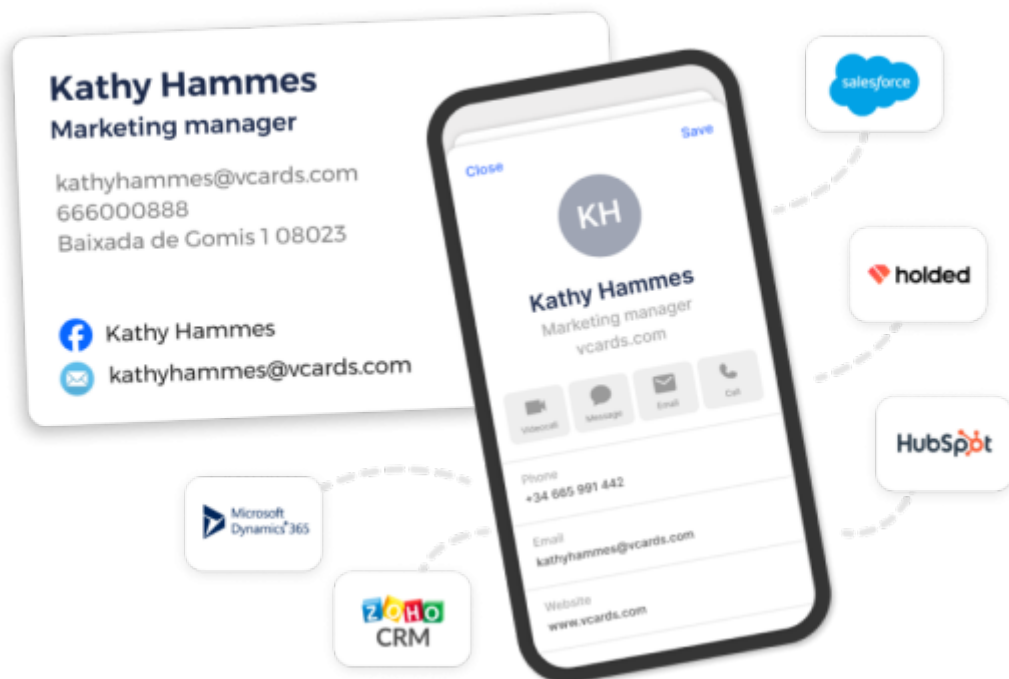 Kathy Hammes
Marketing manager
kathyhammes@vcards.com
666000888
Baixada de Gomis 1 08023
Kathy Hammes
kathyhammes@vcards.com
Close
Save
KH
Kathy Hammes
Marketing manager
vcards.com
Videocall
Message
Email
Call
Phone
+34 665 991 442
Email
kathyhammes@vcards.com
Website
www.vcards.com
salesforce
holded
HubSpot
Microsoft
Dynamics 365
ZOHO
CRM